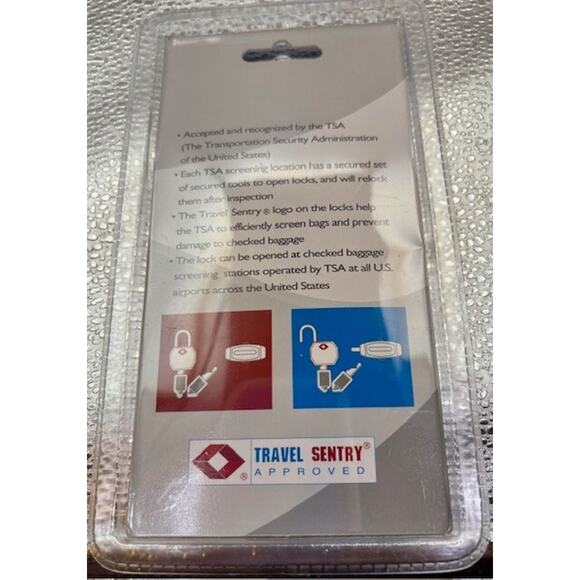 • Accepted and recognized by the TSA
(The Transportation Security Administration
of the United States)
• Each TSA screening location has a secured set
of secured tools to open locks, and will relock
them after inspection
• The Travel Sentry ® logo on the locks help
the TSA to efficiently screen bags and prevent
damage to checked baggage
• The lock can be opened at checked baggage
screening stations operated by TSA at all U.S.
airports across the United States
TRAVEL SENTRY®
® APPROVED